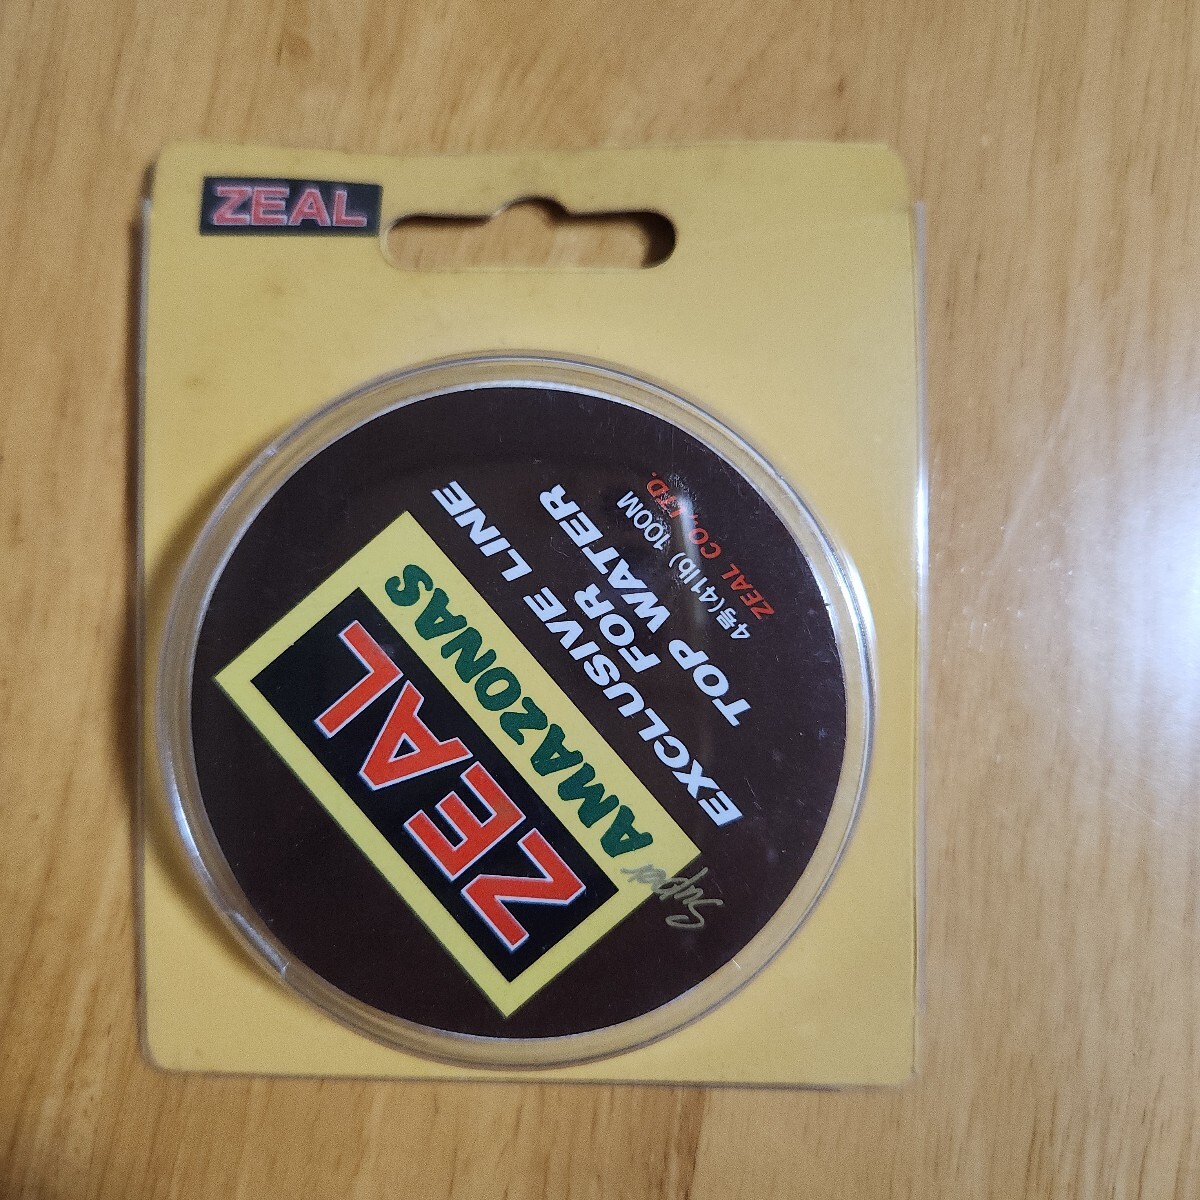 ZEAL
ZEAL
Super AMAZONAS
EXCLUSIVE LINE
FOR
TOP WATER
4号(41lb) 100M
ZEAL CO., LTD.